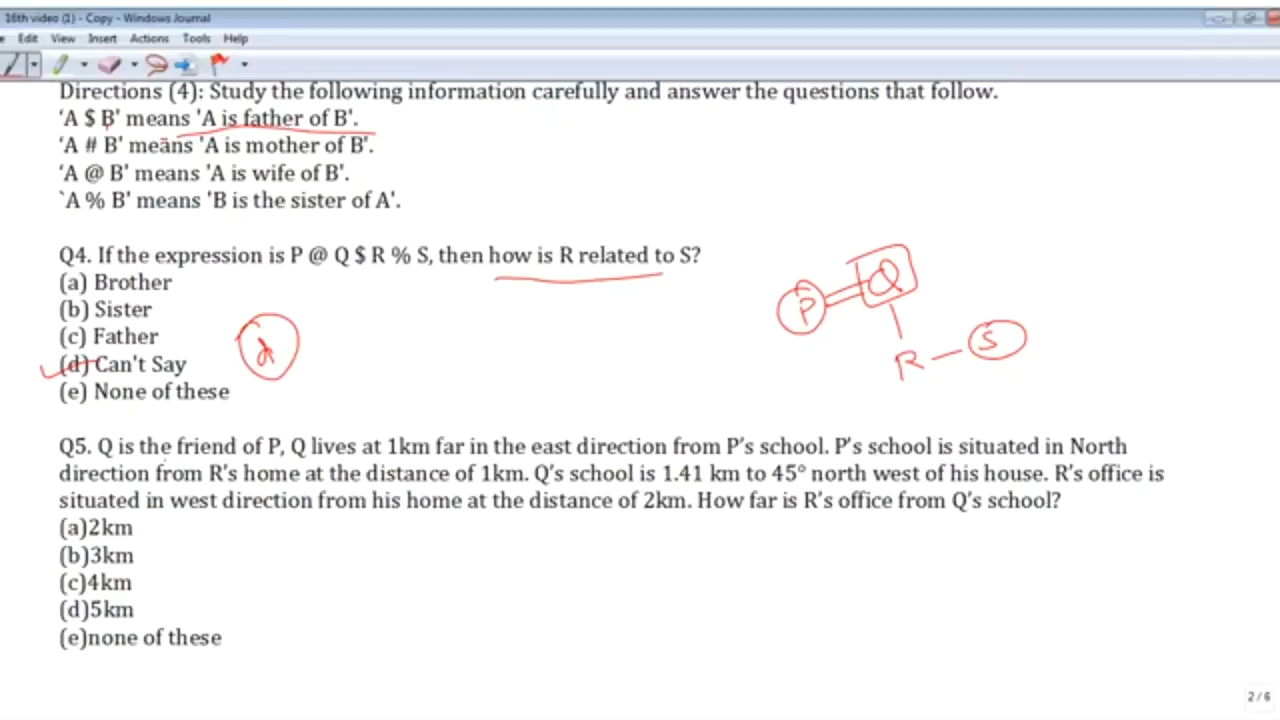 16th video (1) - Copy - Windows Journal
Edit View Insert Actions Tools Help
Directions (4): Study the following information carefully and answer the questions that follow.
‘A $ B’ means 'A is father of B'.
‘A # B’ means 'A is mother of B'.
‘A @ B’ means 'A is wife of B'.
`A % B’ means 'B is the sister of A'.
Q4. If the expression is P @ Q $ R % S, then how is R related to S?
(a) Brother
(b) Sister
(c) Father
(d) Can't Say
(e) None of these
P Q
R S
Q5. Q is the friend of P, Q lives at 1km far in the east direction from P’s school. P’s school is situated in North
direction from R’s home at the distance of 1km. Q’s school is 1.41 km to 45° north west of his house. R’s office is
situated in west direction from his home at the distance of 2km. How far is R’s office from Q’s school?
(a)2km
(b)3km
(c)4km
(d)5km
(e)none of these
2 / 6